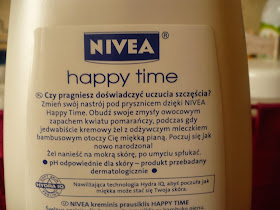 NIVEA
happy time
Czy pragniesz doświadczyć uczucia szczęścia?
Zmień swój nastrój pod prysznicem dzięki NIVEA
Happy Time. Obudź swoje zmysły owocowym
zapachem kwiatu pomarańczy, podczas gdy
jedwabiście kremowy żel z odżywczym mleczkiem
bambusowym otoczy Cię miękką pianą. Poczuj się jak
nowo narodzona!
Żel nanieść na mokrą skórę, po umyciu spłukać.
• pH odpowiednie dla skóry – produkt przebadany
dermatologicznie •
HYDRA IQ
Nawilżająca technologia Hydra IQ, abyś poczuła jak
miękka może stać się Twoja skóra.
NIVEA kreminis prausiklis HAPPY TIME